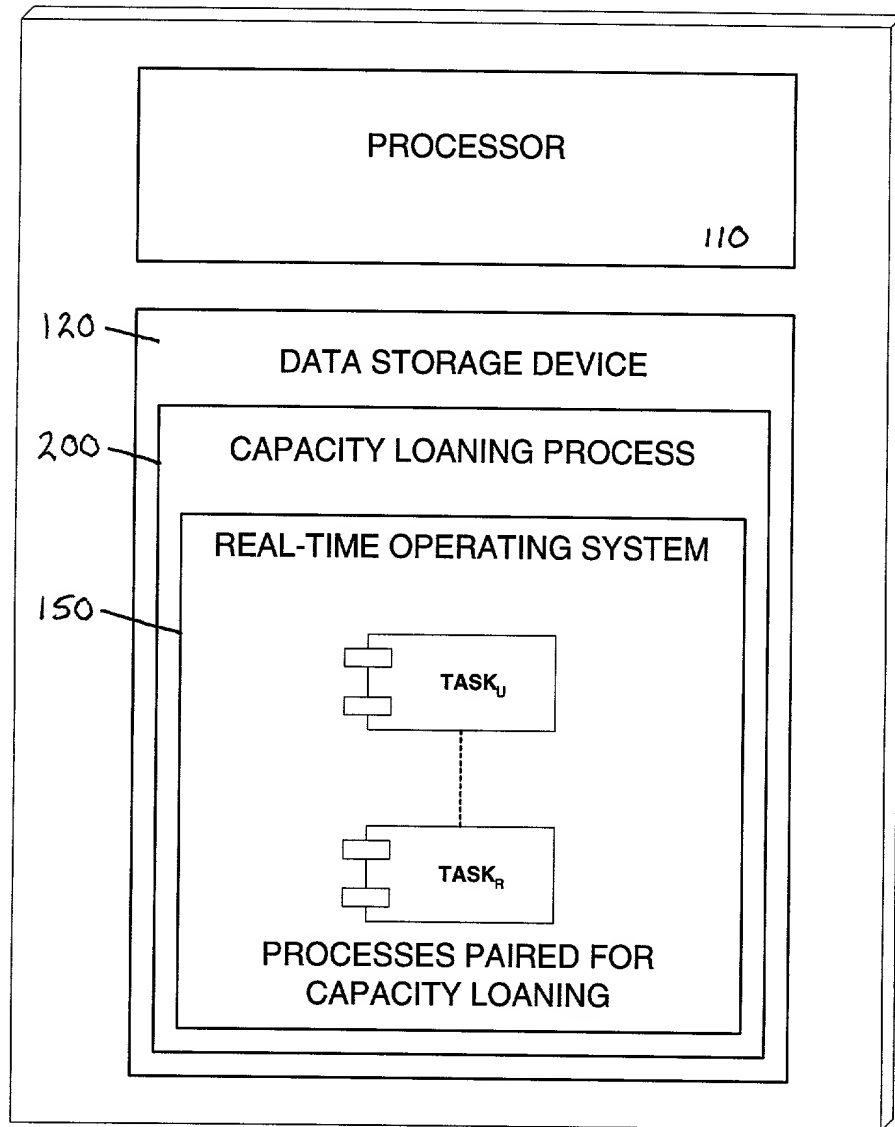 PROCESSOR
110
120
DATA STORAGE DEVICE
200
CAPACITY LOANING PROCESS
REAL-TIME OPERATING SYSTEM
150
TASKU
TASKR
PROCESSES PAIRED FOR
CAPACITY LOANING